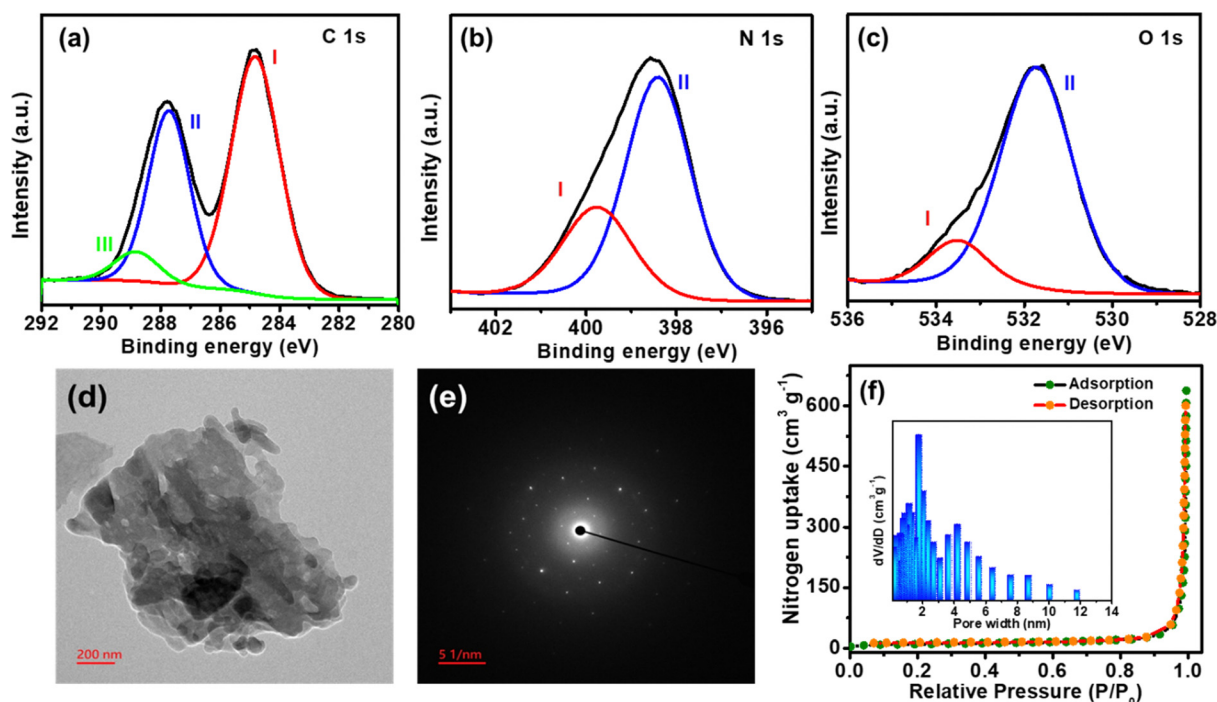 (a)
C 1s
I
II
III
Intensity (a.u.)
292 290 288 286 284 282 280
Binding energy (eV)
(b)
N 1s
II
I
Intensity (a.u.)
402 400 398 396
Binding energy (eV)
(c)
O 1s
II
I
Intensity (a.u.)
536 534 532 530 528
Binding energy (eV)
(d)
200 nm
(e)
5 1/nm
(f)
Adsorption
Desorption
Nitrogen uptake (cm³ g⁻¹)
600
450
300
150
0
dV/dD (cm³g⁻¹)
2 4 6 8 10 12 14
Pore width (nm)
0.0 0.2 0.4 0.6 0.8 1.0
Relative Pressure (P/P₀)